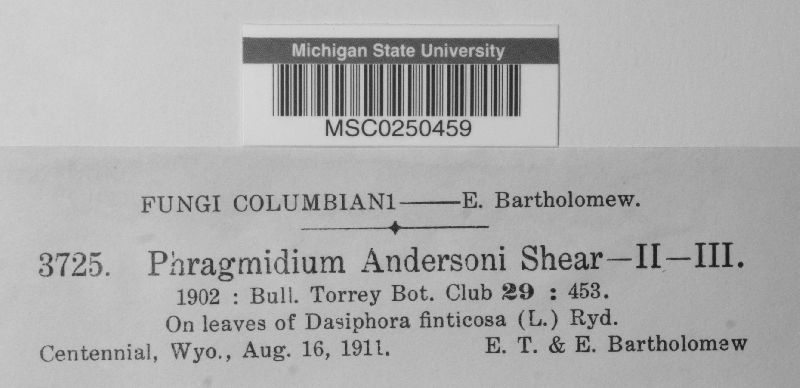 Michigan State University
MSC0250459
FUNGI COLUMBIANI——E. Bartholomew.
3725. Phragmidium Andersoni Shear—II—III.
1902 : Bull. Torrey Bot. Club 29 : 453.
On leaves of Dasiphora finticosa (L.) Ryd.
Centennial, Wyo., Aug. 16, 1911. E. T. & E. Bartholomew